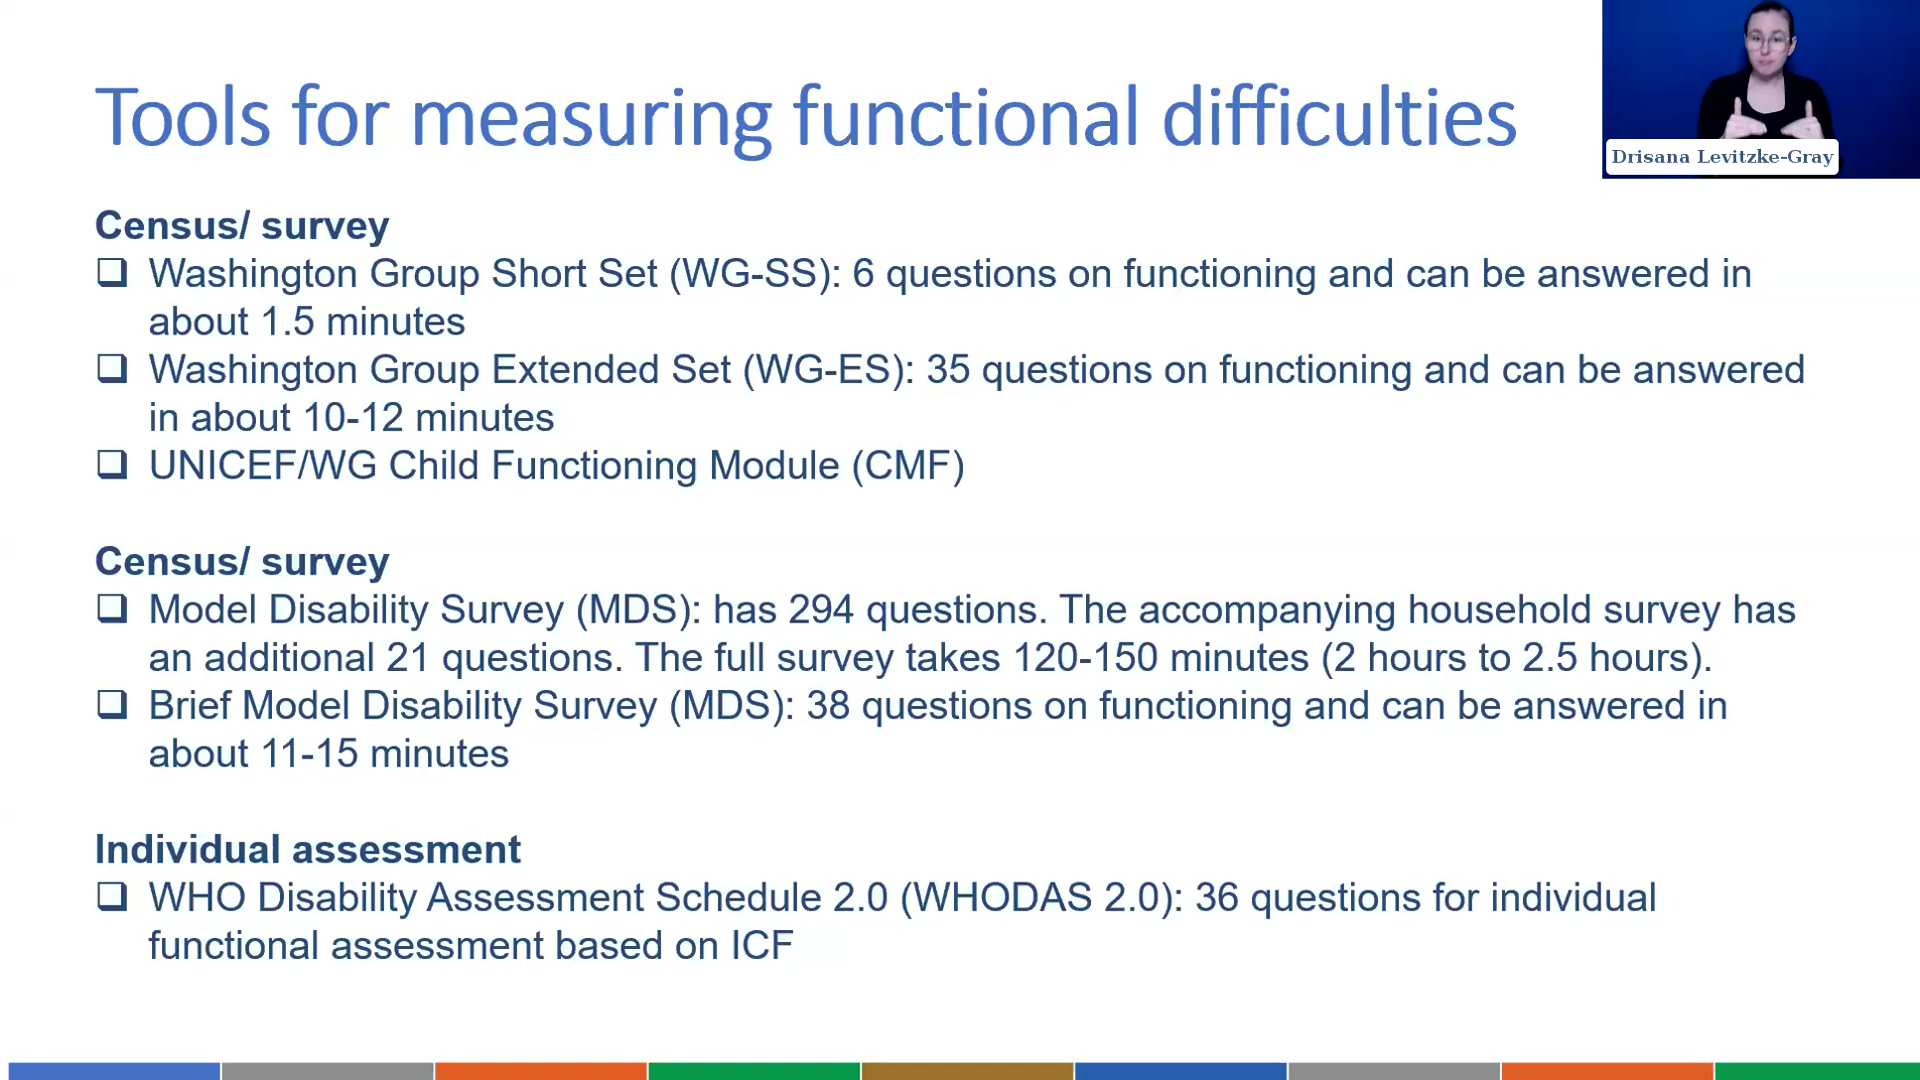 Tools for measuring functional difficulties
Drisana Levitzke-Gray
Census/ survey
Washington Group Short Set (WG-SS): 6 questions on functioning and can be answered in
about 1.5 minutes
Washington Group Extended Set (WG-ES): 35 questions on functioning and can be answered
in about 10-12 minutes
UNICEF/WG Child Functioning Module (CMF)
Census/ survey
Model Disability Survey (MDS): has 294 questions. The accompanying household survey has
an additional 21 questions. The full survey takes 120-150 minutes (2 hours to 2.5 hours).
Brief Model Disability Survey (MDS): 38 questions on functioning and can be answered in
about 11-15 minutes
Individual assessment
WHO Disability Assessment Schedule 2.0 (WHODAS 2.0): 36 questions for individual
functional assessment based on ICF